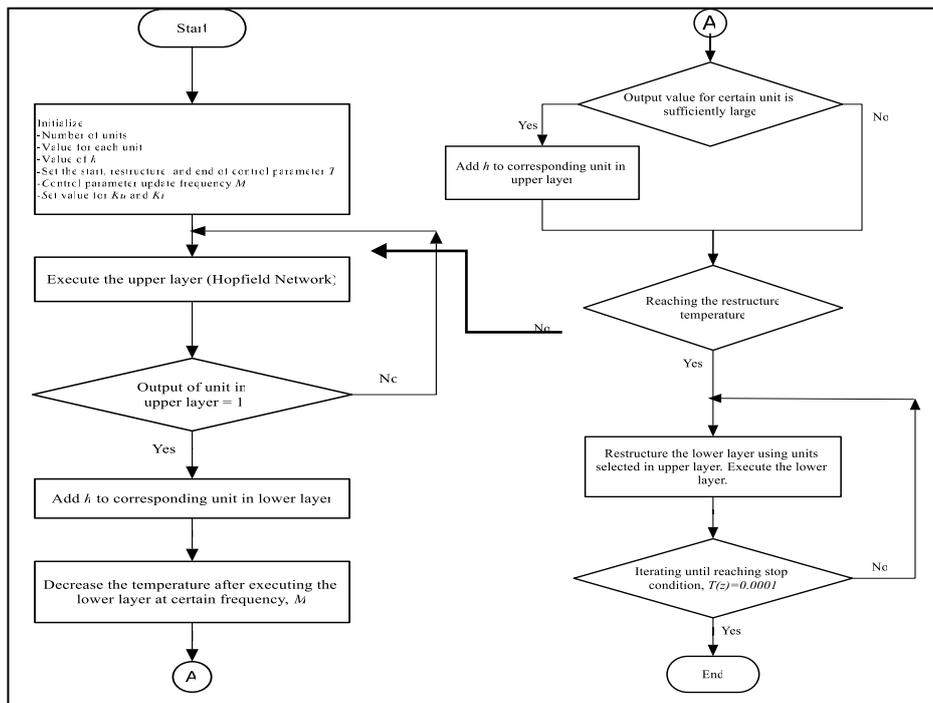 Start
Initialize
-Number of units
-Value for each unit
-Value of h
-Set the start, restructure and end of control parameter T
-Control parameter update frequency M
-Set value for Ku and Kl
Execute the upper layer (Hopfield Network)
Output of unit in
upper layer = 1
No
Yes
Add h to corresponding unit in lower layer
Decrease the temperature after executing the
lower layer at certain frequency, M
A
A
Output value for certain unit is
sufficiently large
Yes
No
Add h to corresponding unit in
upper layer
Reaching the restructure
temperature
No
Yes
Restructure the lower layer using units
selected in upper layer. Execute the lower
layer.
Iterating until reaching stop
condition, T(z)=0.0001
No
Yes
End